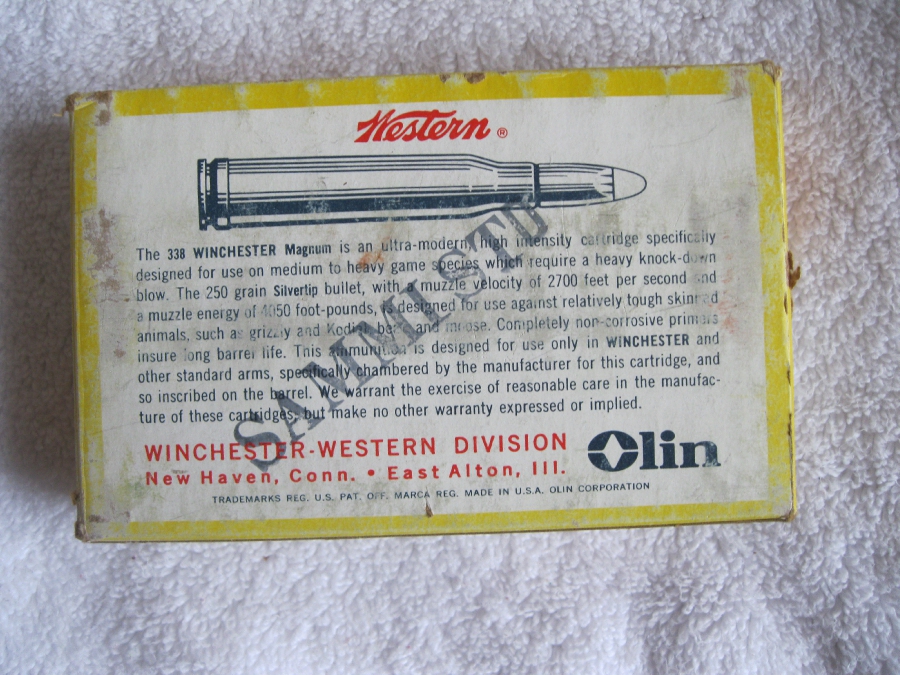 Western ®
The 338 WINCHESTER Magnum is an ultra-modern, high intensity cartridge specifically
designed for use on medium to heavy game species which require a heavy knock-down
blow. The 250 grain Silvertip bullet, with a muzzle velocity of 2700 feet per second and
a muzzle energy of 4050 foot-pounds, is designed for use against relatively tough skinned
animals, such as grizzly and Kodiak bears and moose. Completely non-corrosive primers
insure long barrel life. This ammunition is designed for use only in WINCHESTER and
other standard arms, specifically chambered by the manufacturer for this cartridge, and
so inscribed on the barrel. We warrant the exercise of reasonable care in the manufac-
ture of these cartridges, but make no other warranty expressed or implied.
SAMMI
WINCHESTER-WESTERN DIVISION
New Haven, Conn. • East Alton, Ill.
Olin
TRADEMARKS REG. U.S. PAT. OFF. MARCA REG. MADE IN U.S.A. OLIN CORPORATION